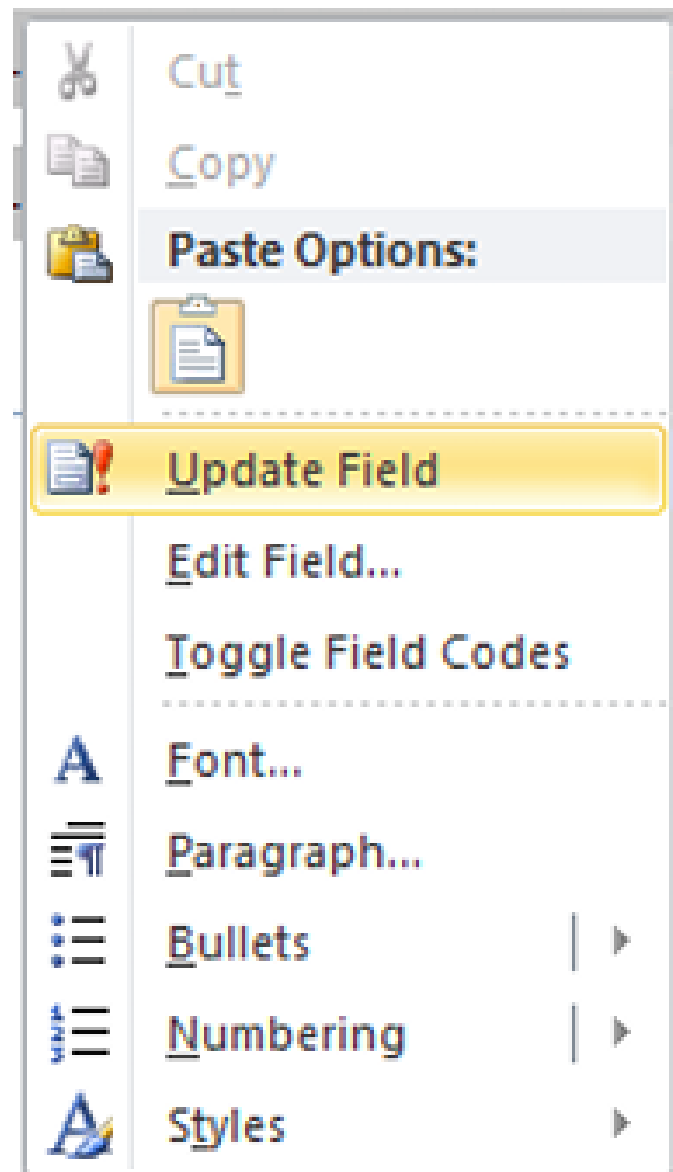 Cut
Copy
Paste Options:
Update Field
Edit Field...
Toggle Field Codes
Font...
Paragraph...
Bullets
Numbering
Styles